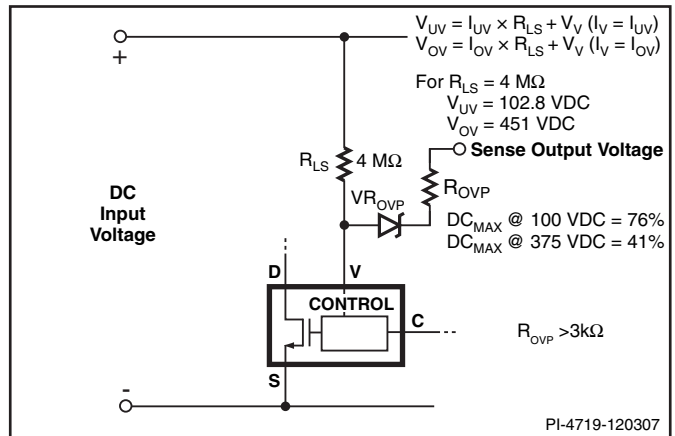 V_UV = I_UV × R_LS + V_V (I_V = I_UV)
V_OV = I_OV × R_LS + V_V (I_V = I_OV)
For R_LS = 4 MΩ
V_UV = 102.8 VDC
V_OV = 451 VDC
Sense Output Voltage
+
R_LS 4 MΩ
R_OVP
VR_OVP
DC
Input
Voltage
DC_MAX @ 100 VDC = 76%
DC_MAX @ 375 VDC = 41%
D V
CONTROL
C
R_OVP >3kΩ
S
-
PI-4719-120307